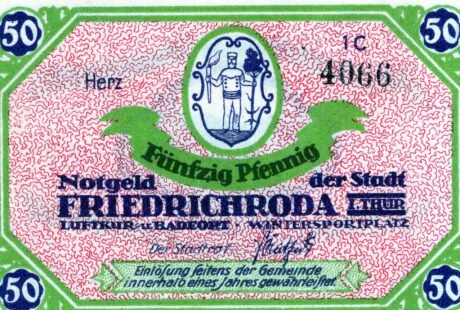 50 50
1C
Herz 4066
Fünfzig Pfennig
Notgeld der Stadt
FRIEDRICHRODA I. THÜR
LUFTKUR u. BADEORT / WINTERSPORTPLATZ
Der Stadtrat
Einlösung seitens der Gemeinde
innerhalb eines Jahres gewährleistet.
50 50